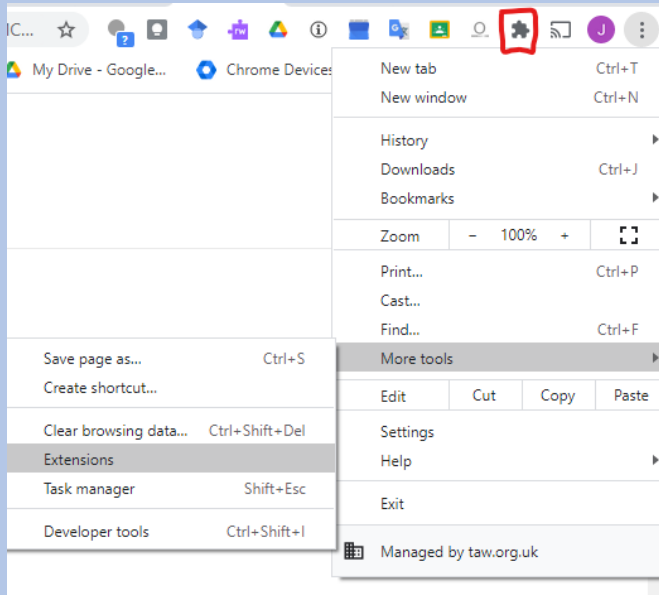 IC...
rw
G
?
J
My Drive - Google...
Chrome Devices
New tab Ctrl+T
New window Ctrl+N
History
Downloads Ctrl+J
Bookmarks
Zoom - 100% +
Print... Ctrl+P
Cast...
Find... Ctrl+F
More tools
Edit Cut Copy Paste
Settings
Help
Exit
Managed by taw.org.uk
Save page as... Ctrl+S
Create shortcut...
Clear browsing data... Ctrl+Shift+Del
Extensions
Task manager Shift+Esc
Developer tools Ctrl+Shift+I